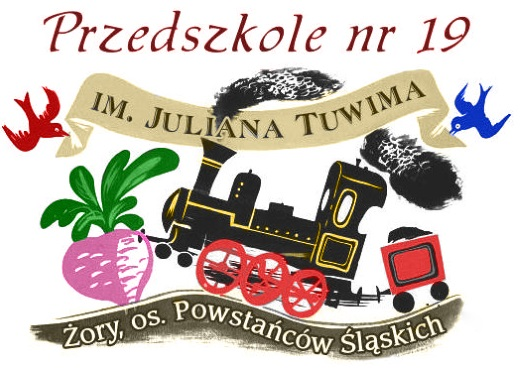 Przedszkole nr 19
IM. JULIANA TUWIMA
Żory, os. Powstańców Śląskich